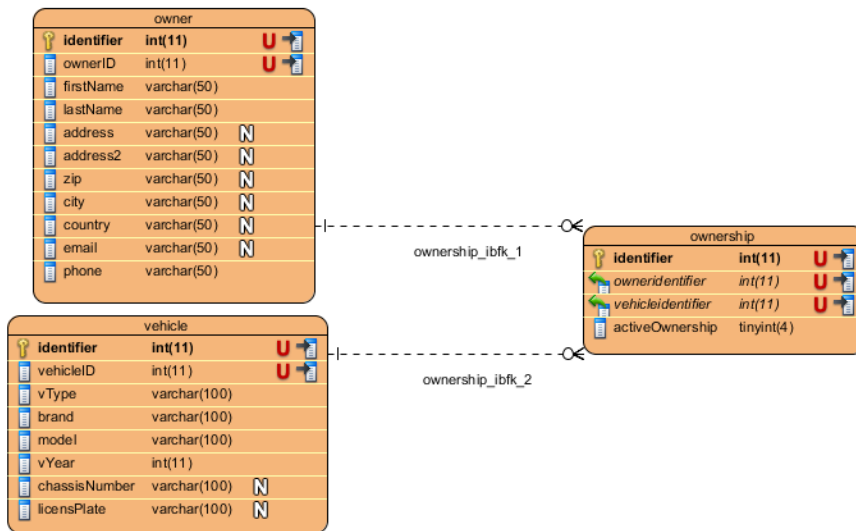 owner
identifier int(11) U
ownerID int(11) U
firstName varchar(50)
lastName varchar(50)
address varchar(50) N
address2 varchar(50) N
zip varchar(50) N
city varchar(50) N
country varchar(50) N
email varchar(50) N
phone varchar(50)
ownership_ibfk_1
ownership
identifier int(11) U
owneridentifier int(11) U
vehicleidentifier int(11) U
activeOwnership tinyint(4)
vehicle
identifier int(11) U
vehicleID int(11) U
vType varchar(100)
brand varchar(100)
model varchar(100)
vYear int(11)
chassisNumber varchar(100) N
licensPlate varchar(100) N
ownership_ibfk_2